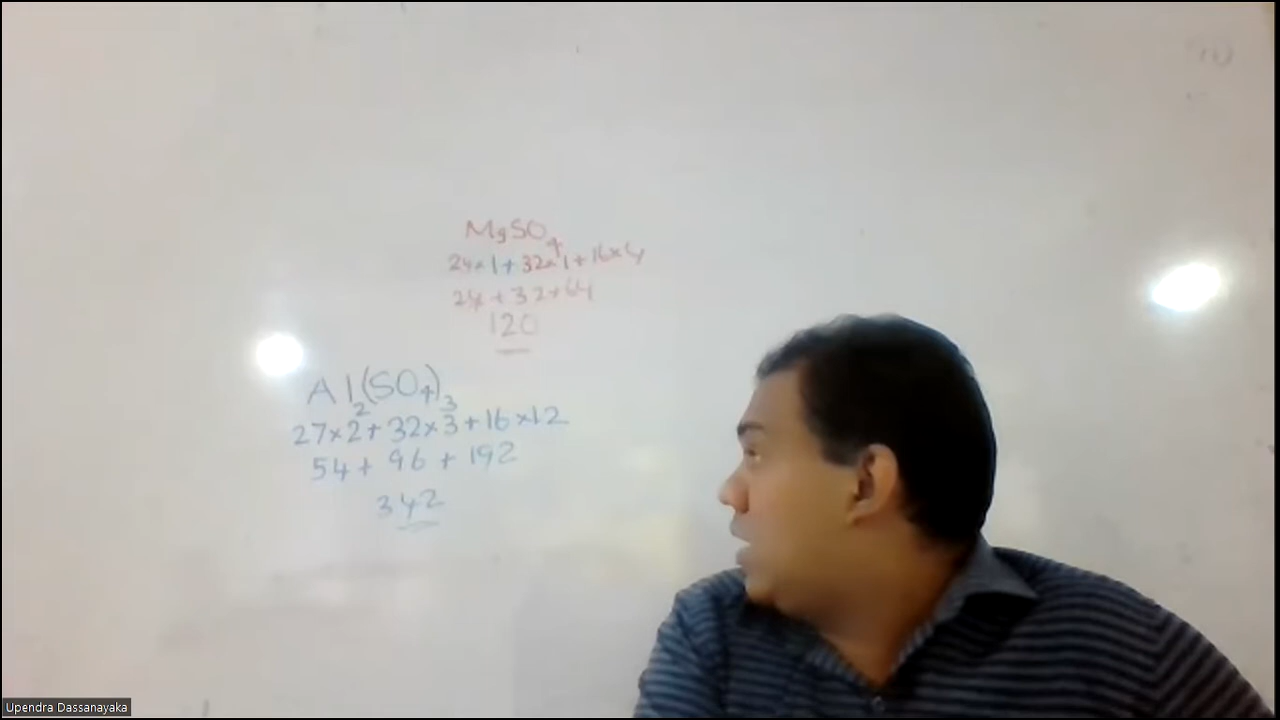 MgSO4
24×1+32×1+16×4
24+32+64
120
Al2(SO4)3
27×2+32×3+16×12
54+96+192
342
Upendra Dassanayaka